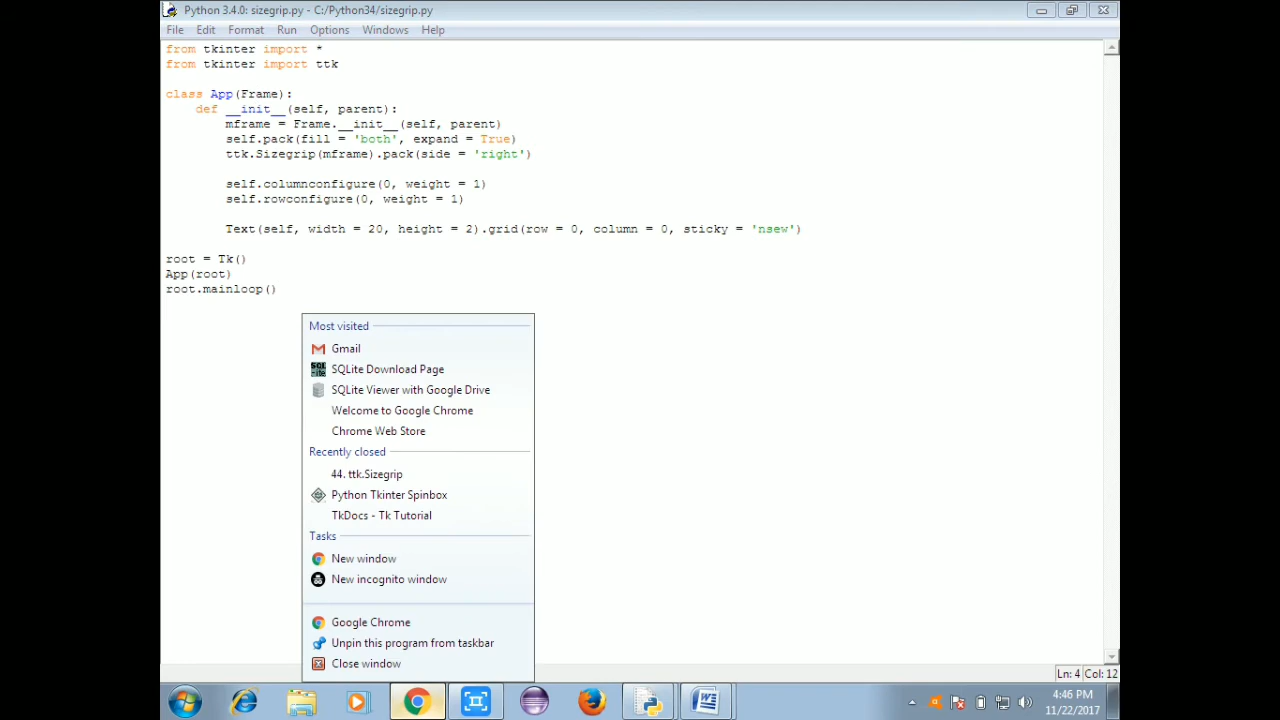 Python 3.4.0: sizegrip.py - C:/Python34/sizegrip.py
File Edit Format Run Options Windows Help
from tkinter import *
from tkinter import ttk
class App(Frame):
def __init__(self, parent):
mframe = Frame.__init__(self, parent)
self.pack(fill = 'both', expand = True)
ttk.Sizegrip(mframe).pack(side = 'right')
self.columnconfigure(0, weight = 1)
self.rowconfigure(0, weight = 1)
Text(self, width = 20, height = 2).grid(row = 0, column = 0, sticky = 'nsew')
root = Tk()
App(root)
root.mainloop()
Most visited
Gmail
SQLite Download Page
SQLite Viewer with Google Drive
Welcome to Google Chrome
Chrome Web Store
Recently closed
44. ttk.Sizegrip
Python Tkinter Spinbox
TkDocs - Tk Tutorial
Tasks
New window
New incognito window
Google Chrome
Unpin this program from taskbar
Close window
Ln: 4 Col: 12
4:46 PM
11/22/2017